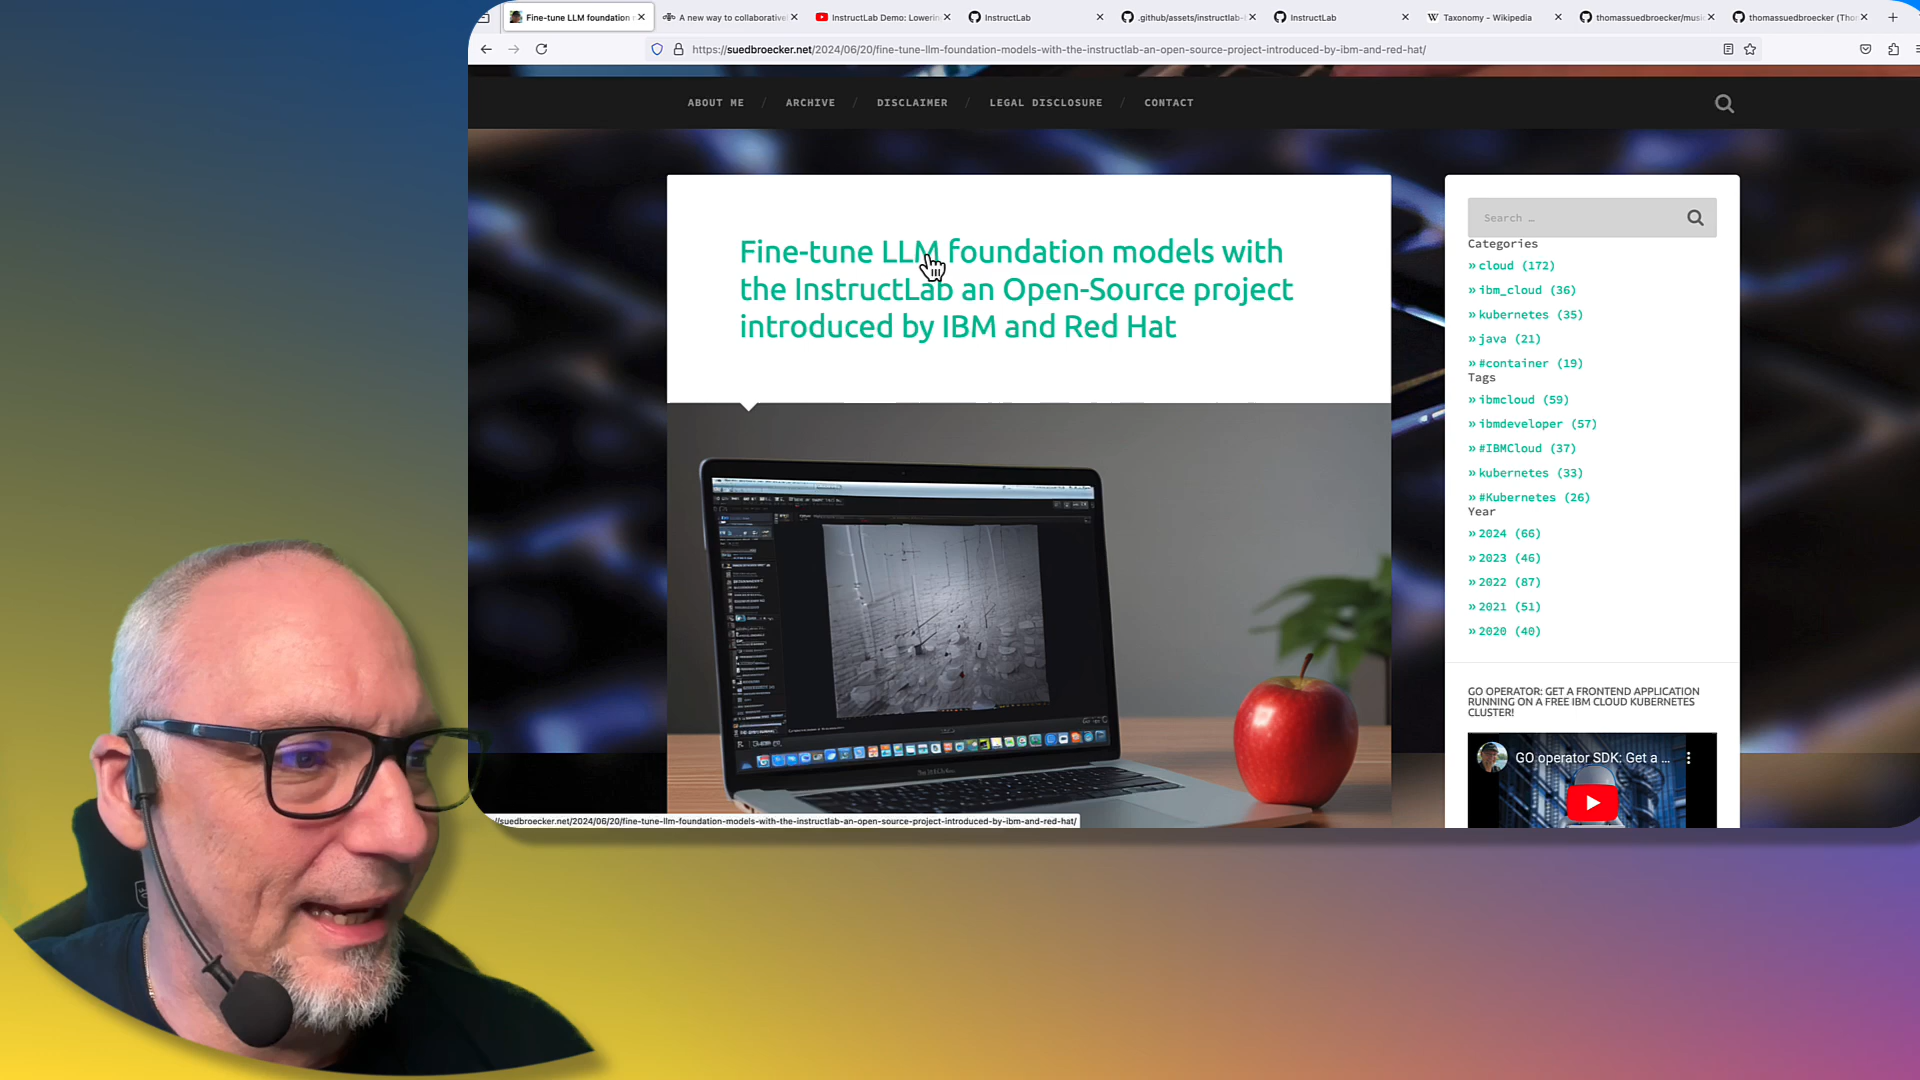 Fine-tune LLM foundation
A new way to collaborative
InstructLab Demo: Lowerin
InstructLab
.github/assets/instructlab-
InstructLab
Taxonomy - Wikipedia
thomassuedbroecker/music
thomassuedbroecker (Tho
https://suedbroecker.net/2024/06/20/fine-tune-llm-foundation-models-with-the-instructlab-an-open-source-project-introduced-by-ibm-and-red-hat/
ABOUT ME / ARCHIVE / DISCLAIMER / LEGAL DISCLOSURE / CONTACT
Fine-tune LLM foundation models with
the InstructLab an Open-Source project
introduced by IBM and Red Hat
Search …
Categories
» cloud (172)
» ibm_cloud (36)
» kubernetes (35)
» java (21)
» #container (19)
Tags
» ibmcloud (59)
» ibmdeveloper (57)
» #IBMCloud (37)
» kubernetes (33)
» #Kubernetes (26)
Year
» 2024 (66)
» 2023 (46)
» 2022 (87)
» 2021 (51)
» 2020 (40)
GO OPERATOR: GET A FRONTEND APPLICATION
RUNNING ON A FREE IBM CLOUD KUBERNETES
CLUSTER!
GO operator SDK: Get a ...
//suedbroecker.net/2024/06/20/fine-tune-llm-foundation-models-with-the-instructlab-an-open-source-project-introduced-by-ibm-and-red-hat/